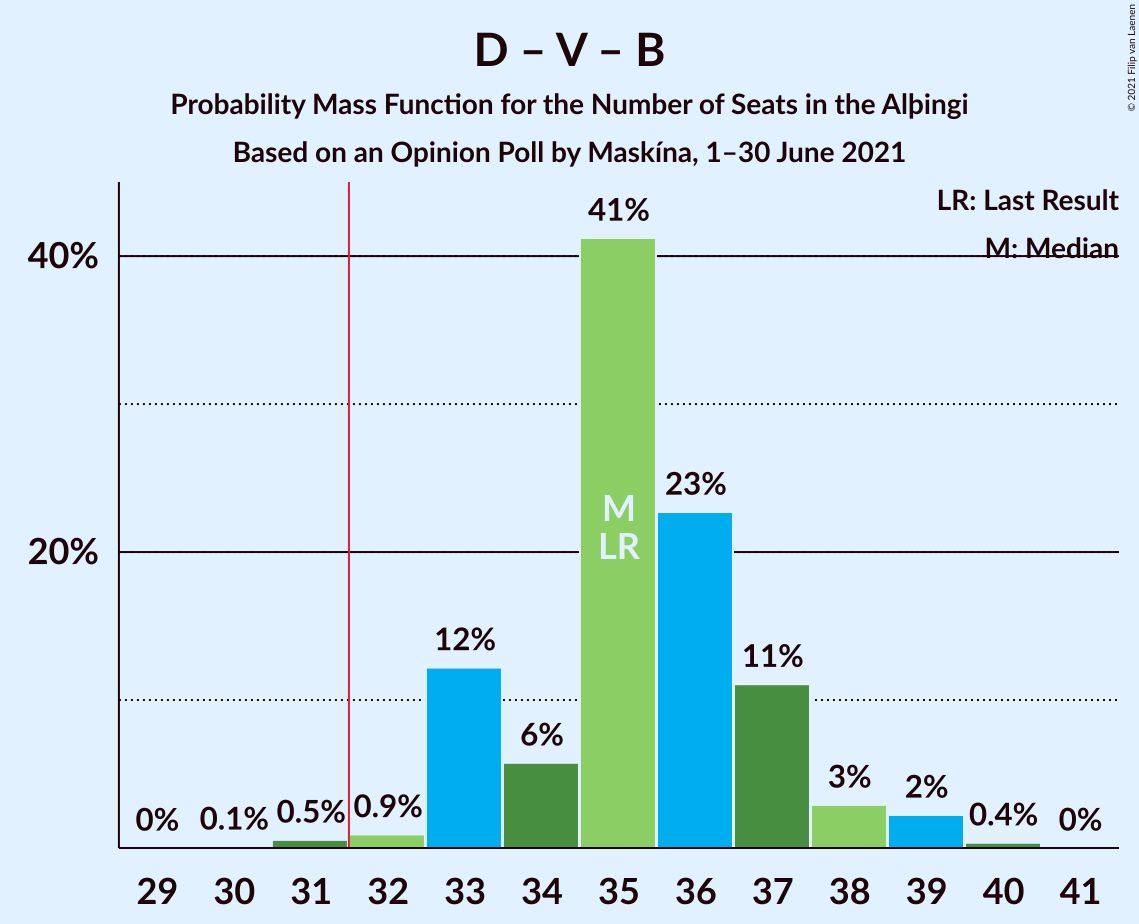 D – V – B
Probability Mass Function for the Number of Seats in the Alþingi
Based on an Opinion Poll by Maskína, 1–30 June 2021
© 2021 Filip van Laenen
LR: Last Result
M: Median
40%
20%
0%
0.1%
0.5%
0.9%
12%
6%
41%
M
LR
23%
11%
3%
2%
0.4%
0%
29 30 31 32 33 34 35 36 37 38 39 40 41